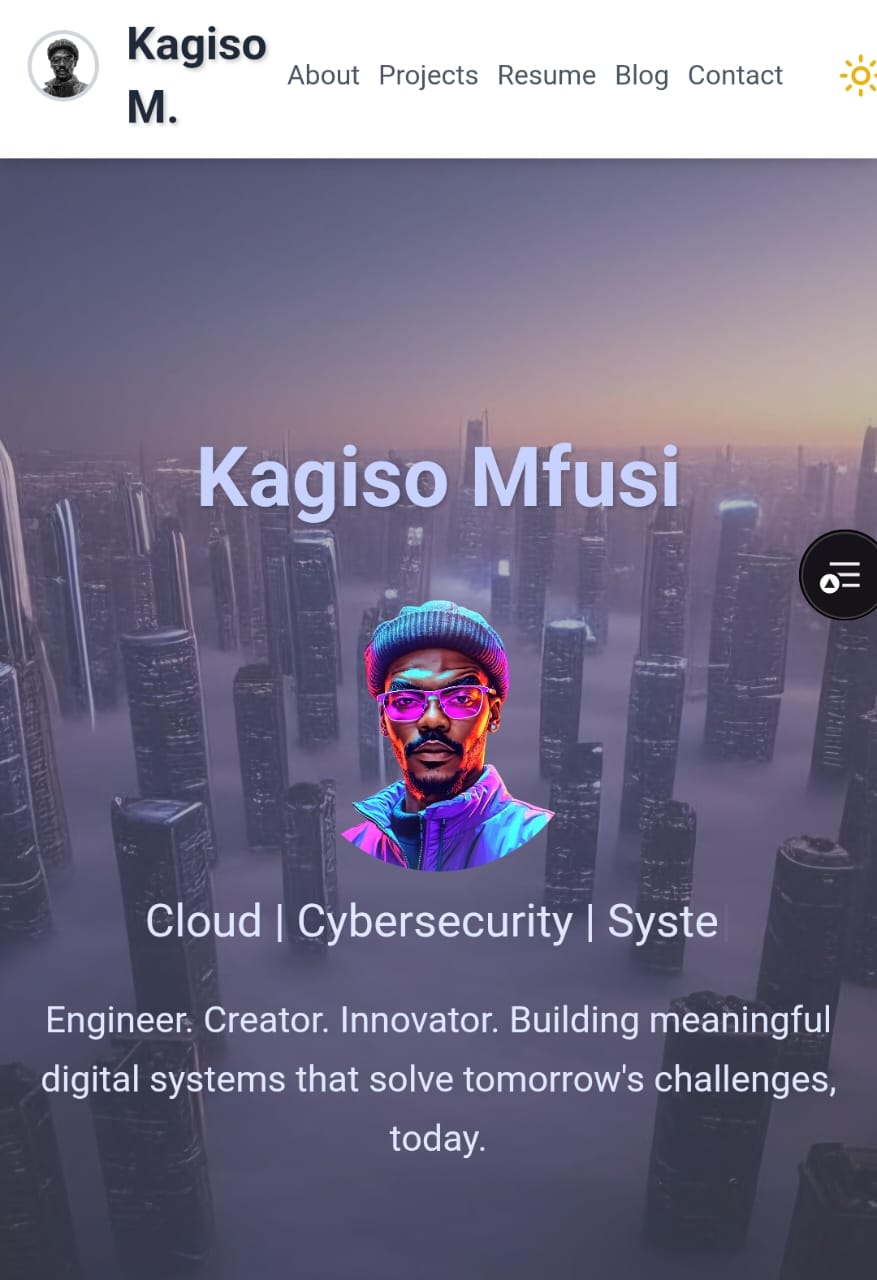 Kagiso
M.
About Projects Resume Blog Contact
Kagiso Mfusi
Cloud | Cybersecurity | Syste
Engineer. Creator. Innovator. Building meaningful
digital systems that solve tomorrow's challenges,
today.